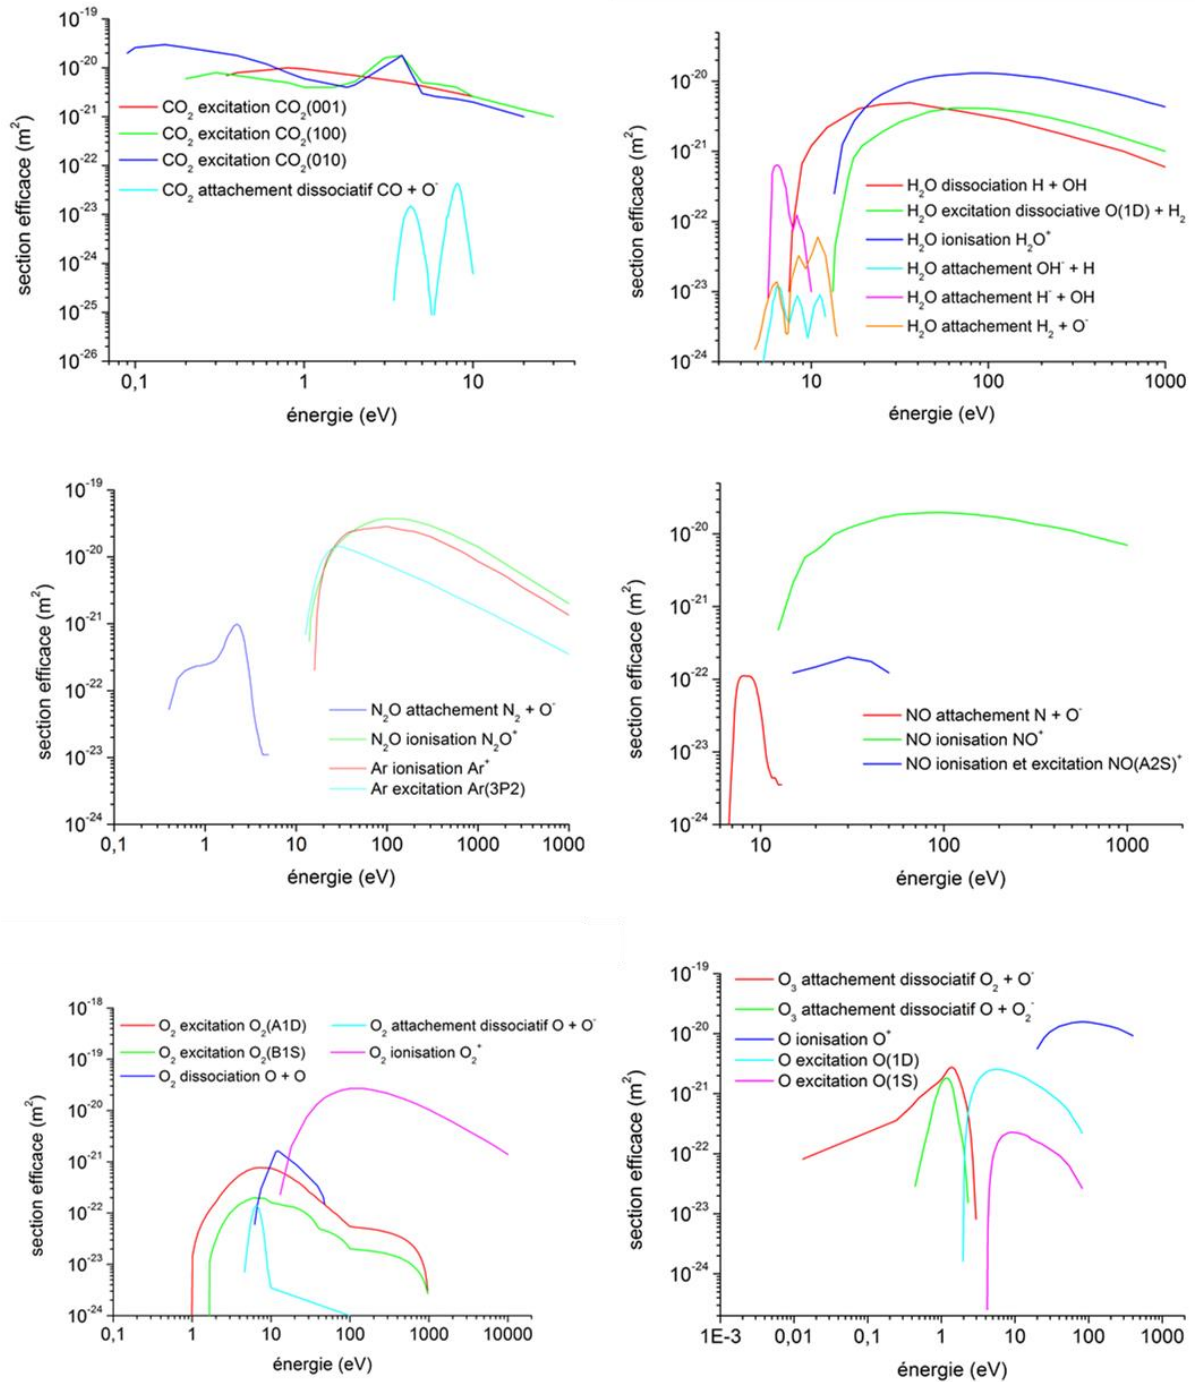 10⁻¹⁹
10⁻²⁰
10⁻²¹
10⁻²²
10⁻²³
10⁻²⁴
10⁻²⁵
10⁻²⁶
section efficace (m²)
CO₂ excitation CO₂(001)
CO₂ excitation CO₂(100)
CO₂ excitation CO₂(010)
CO₂ attachement dissociatif CO + O⁻
0,1 1 10
énergie (eV)
10⁻²⁰
10⁻²¹
10⁻²²
10⁻²³
10⁻²⁴
section efficace (m²)
H₂O dissociation H + OH
H₂O excitation dissociative O(1D) + H₂
H₂O ionisation H₂O⁺
H₂O attachement OH⁻ + H
H₂O attachement H⁻ + OH
H₂O attachement H₂ + O⁻
10 100 1000
énergie (eV)
10⁻¹⁹
10⁻²⁰
10⁻²¹
10⁻²²
10⁻²³
10⁻²⁴
section efficace (m²)
N₂O attachement N₂ + O⁻
N₂O ionisation N₂O⁺
Ar ionisation Ar⁺
Ar excitation Ar(3P2)
0,1 1 10 100 1000 1000
énergie (eV)
10⁻²⁰
10⁻²¹
10⁻²²
10⁻²³
10⁻²⁴
section efficace (m²)
NO attachement N + O⁻
NO ionisation NO⁺
NO ionisation et excitation NO(A2S)⁺
10 100 1000
énergie (eV)
10⁻¹⁸
10⁻¹⁹
10⁻²⁰
10⁻²¹
10⁻²²
10⁻²³
10⁻²⁴
section efficace (m²)
O₂ excitation O₂(A1D)
O₂ excitation O₂(B1S)
O₂ dissociation O + O
O₂ attachement dissociatif O + O⁻
O₂ ionisation O₂⁺
0,1 1 10 100 1000 10000
énergie (eV)
10⁻¹⁹
10⁻²⁰
10⁻²¹
10⁻²²
10⁻²³
10⁻²⁴
section efficace (m²)
O₃ attachement dissociatif O₂ + O⁻
O₃ attachement dissociatif O + O₂⁻
O ionisation O⁺
O excitation O(1D)
O excitation O(1S)
1E-3 0,01 0,1 1 10 100 1000
énergie (eV)